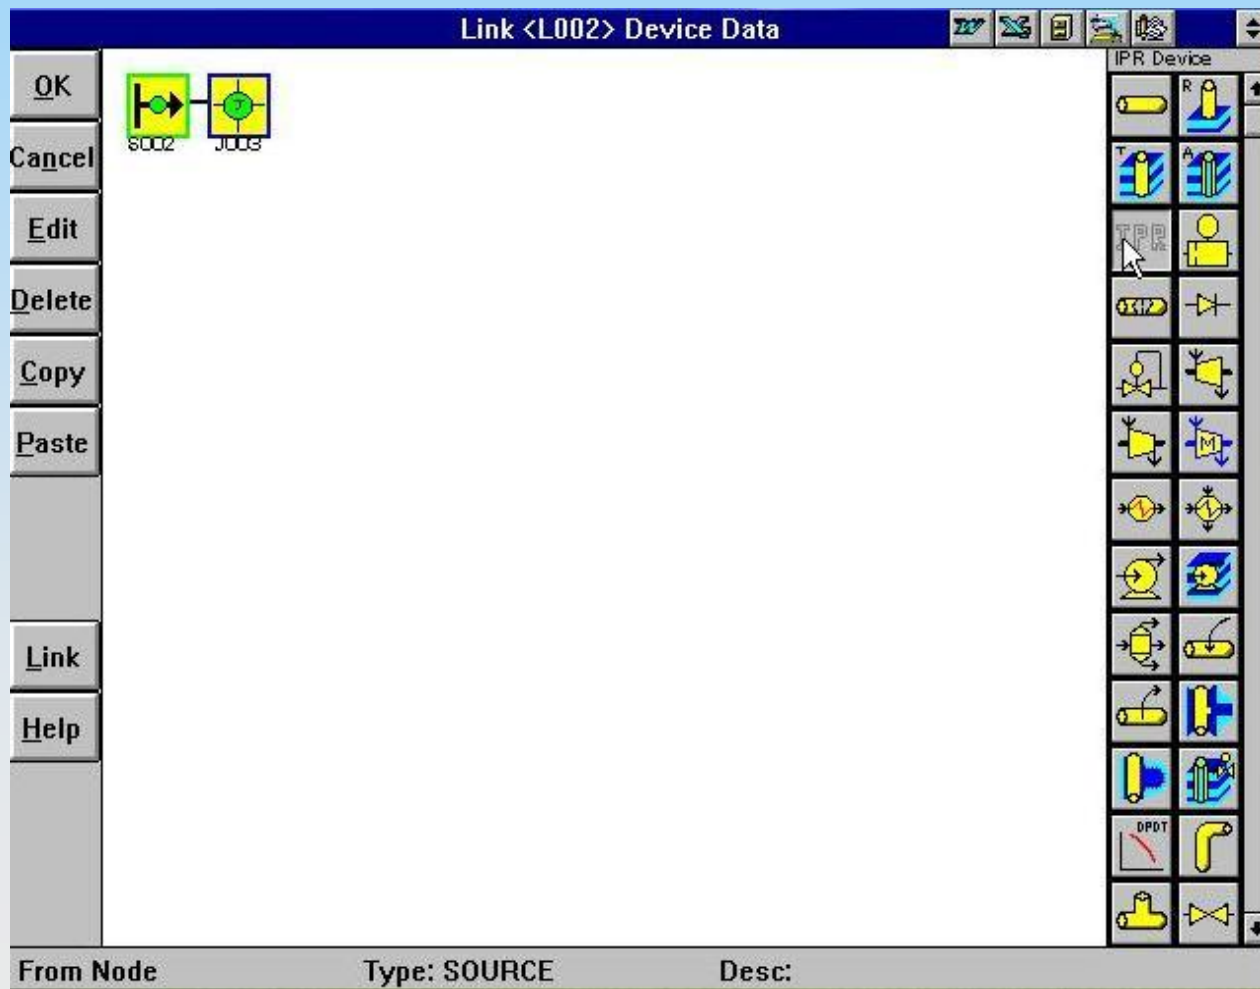 Link <L002> Device Data
IPR Device
OK
Cancel
Edit
Delete
Copy
Paste
Link
Help
S002
J003
J
R
T
A
IPR
M
DPDT
From Node
Type: SOURCE
Desc: